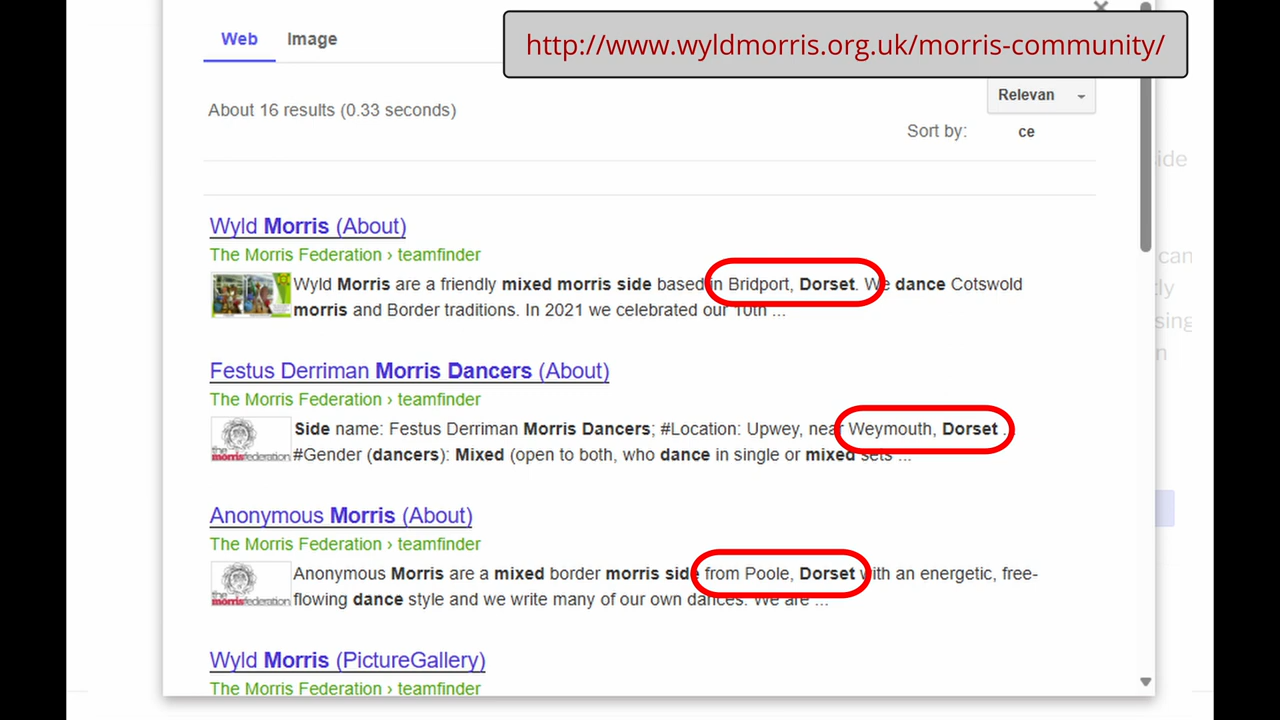 http://www.wyldmorris.org.uk/morris-community/
Web Image
Relevan
ce
About 16 results (0.33 seconds)
Sort by:
Wyld Morris (About)
The Morris Federation › teamfinder
Wyld Morris are a friendly mixed morris side based in Bridport, Dorset. We dance Cotswold
morris and Border traditions. In 2021 we celebrated our 10th ...
Festus Derriman Morris Dancers (About)
The Morris Federation › teamfinder
Side name: Festus Derriman Morris Dancers; #Location: Upwey, near Weymouth, Dorset ...
#Gender (dancers): Mixed (open to both, who dance in single or mixed sets ...
the morrisfederation
Anonymous Morris (About)
The Morris Federation › teamfinder
Anonymous Morris are a mixed border morris side from Poole, Dorset with an energetic, free-
flowing dance style and we write many of our own dances. We are ...
the morrisfederation
Wyld Morris (PictureGallery)
The Morris Federation › teamfinder
can